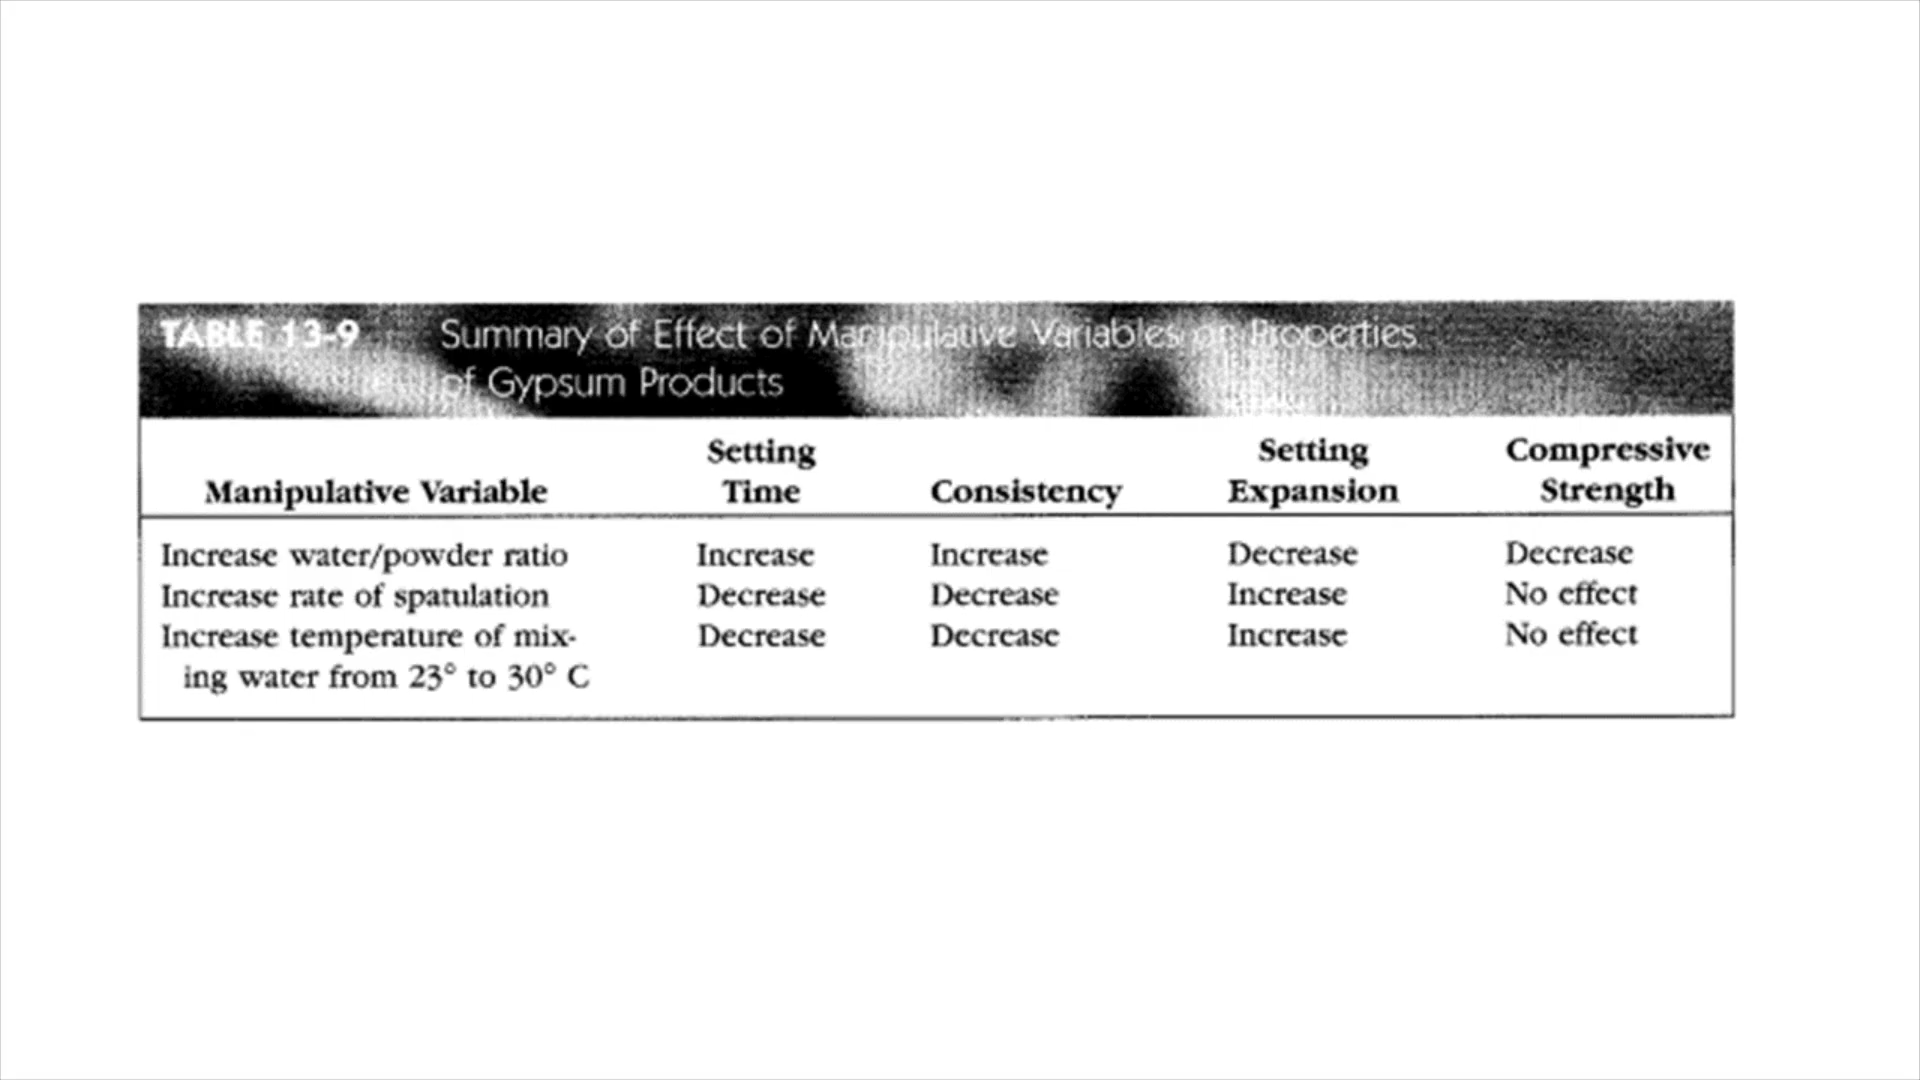 TABLE 13-9 Summary of Effect of Manipulative Variables on Properties
of Gypsum Products
Manipulative Variable Setting Time Consistency Setting Expansion Compressive Strength
Increase water/powder ratio Increase Increase Decrease Decrease
Increase rate of spatulation Decrease Decrease Increase No effect
Increase temperature of mix- Decrease Decrease Increase No effect
ing water from 23° to 30° C